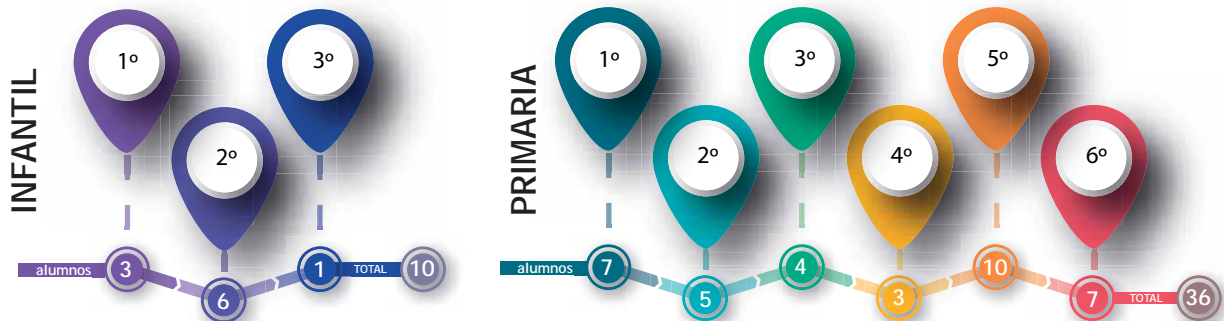 INFANTIL
1º
2º
3º
alumnos
3
6
1
TOTAL
10
PRIMARIA
1º
2º
3º
4º
5º
6º
alumnos
7
5
4
3
10
7
TOTAL
36